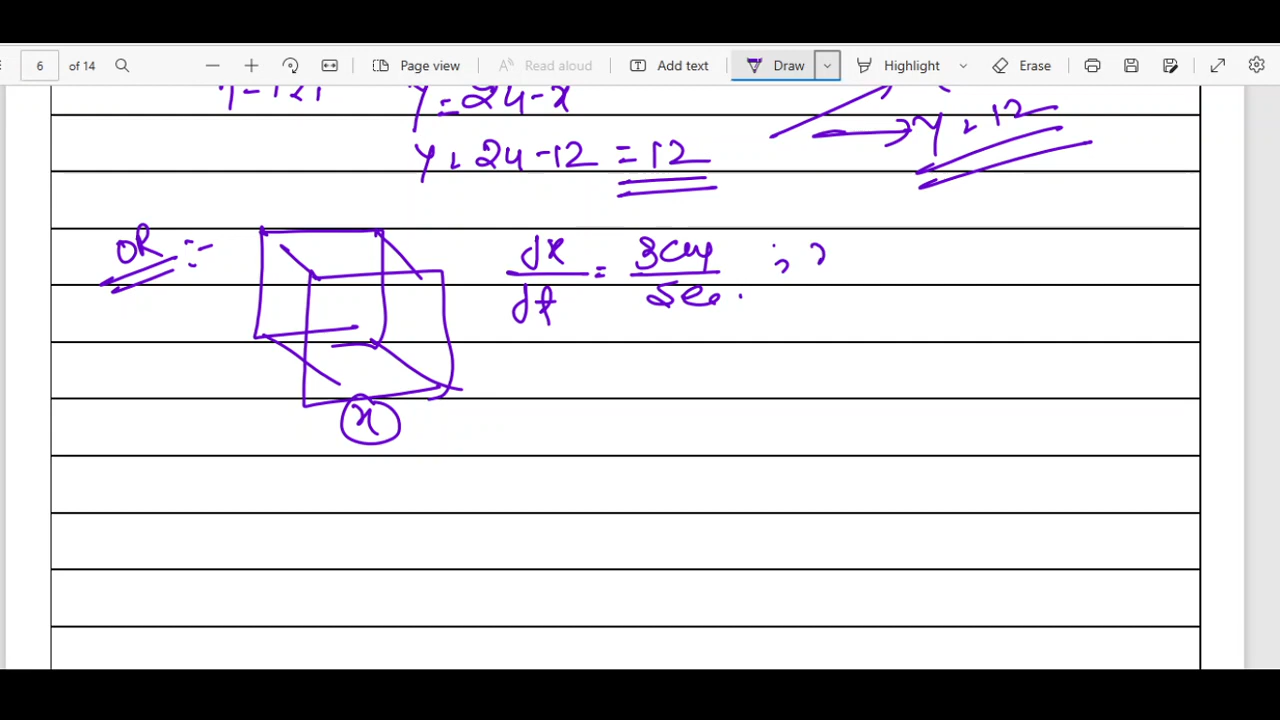 6 of 14 Page view Read aloud Add text Draw Highlight Erase
y = 24 - x
y = 24 - 12 = 12
y = 12
OR :-
dx/dt = 3cm/sec. ; ,
x